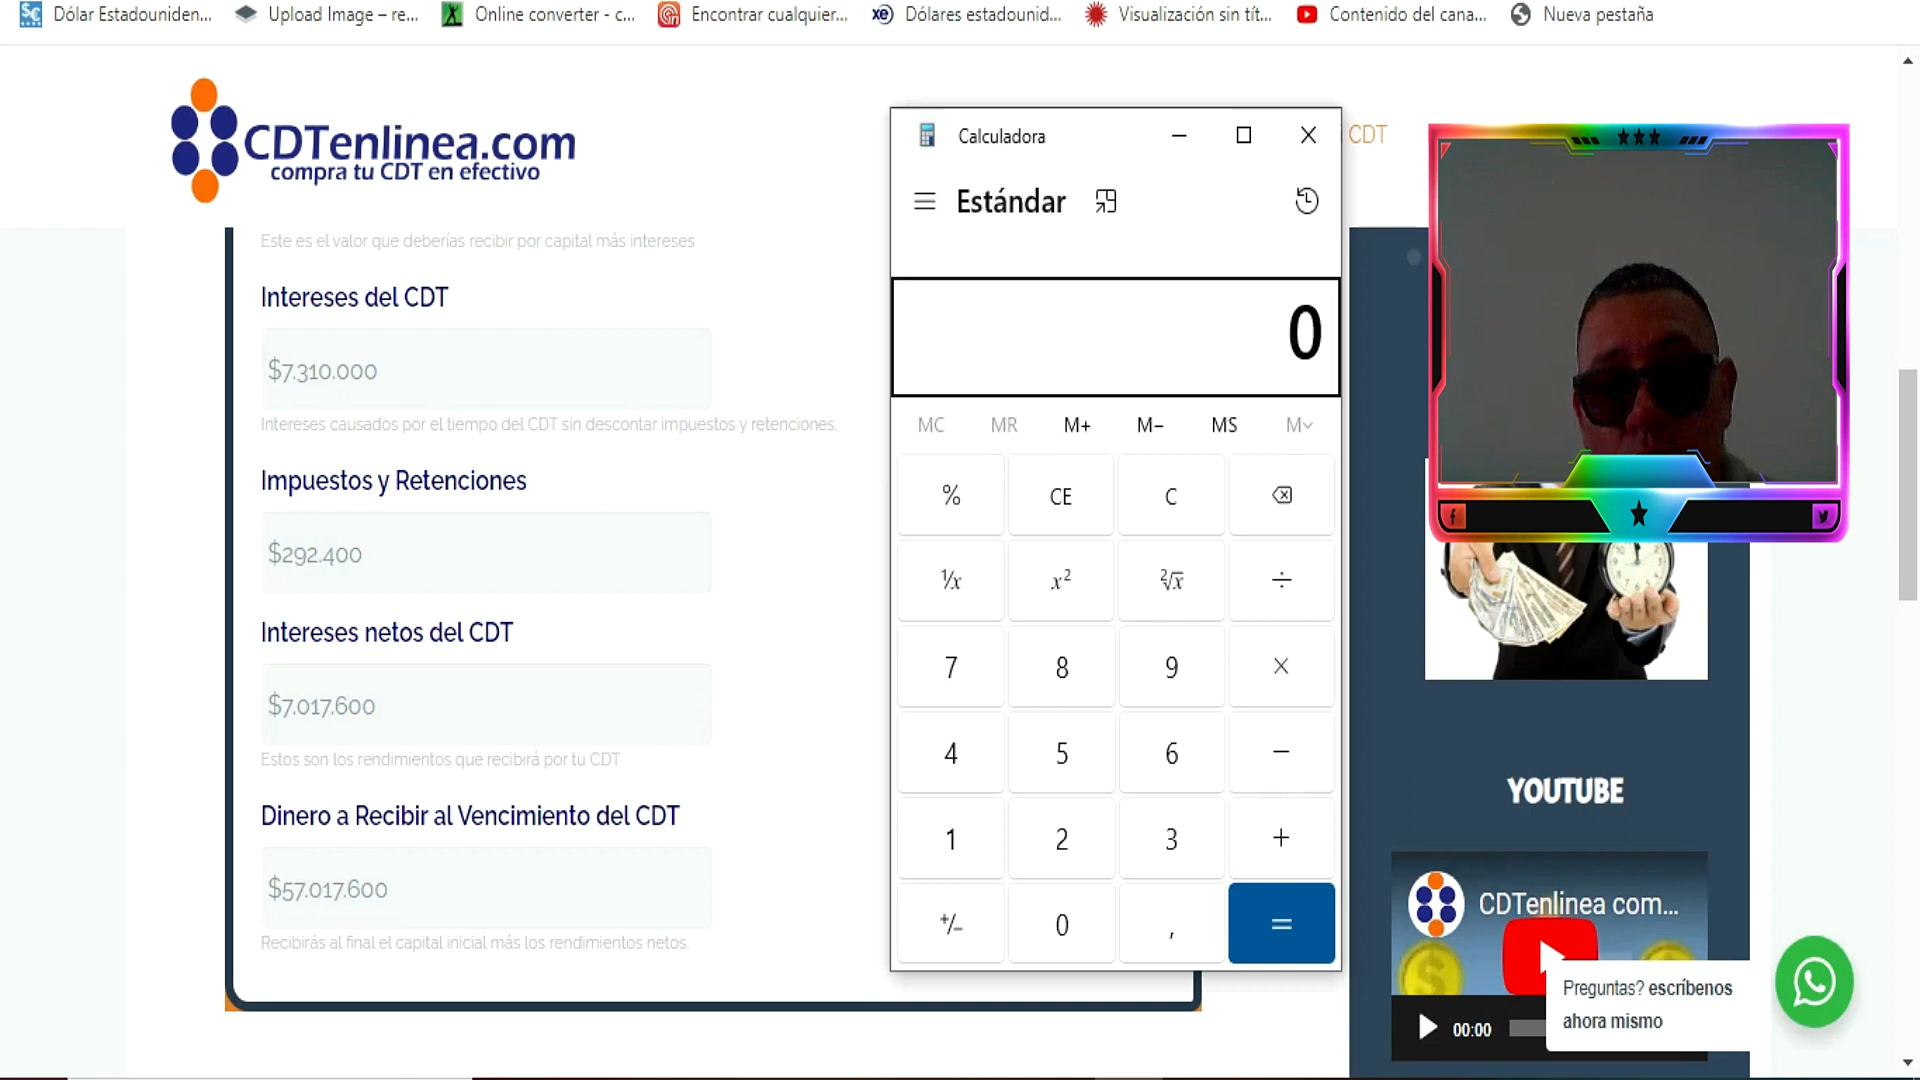 Dólar Estadouniden...
Upload Image – re...
Online converter - c...
Encontrar cualquier...
xe Dólares estadounid...
Visualización sin tít...
Contenido del cana...
Nueva pestaña
CDTenlinea.com
compra tu CDT en efectivo
CDT
Este es el valor que deberías recibir por capital más intereses
Intereses del CDT
$7.310.000
Intereses causados por el tiempo del CDT sin descontar impuestos y retenciones.
Impuestos y Retenciones
$292.400
Intereses netos del CDT
$7.017.600
Estos son los rendimientos que recibirá por tu CDT
Dinero a Recibir al Vencimiento del CDT
$57.017.600
Recibirás al final el capital inicial más los rendimientos netos.
Calculadora
Estándar
0
MC MR M+ M− MS M
% CE C
1/x x² ²√x ÷
7 8 9 ×
4 5 6 −
1 2 3 +
+/− 0 , =
YOUTUBE
CDTenlinea com...
00:00
Preguntas? escríbenos
ahora mismo